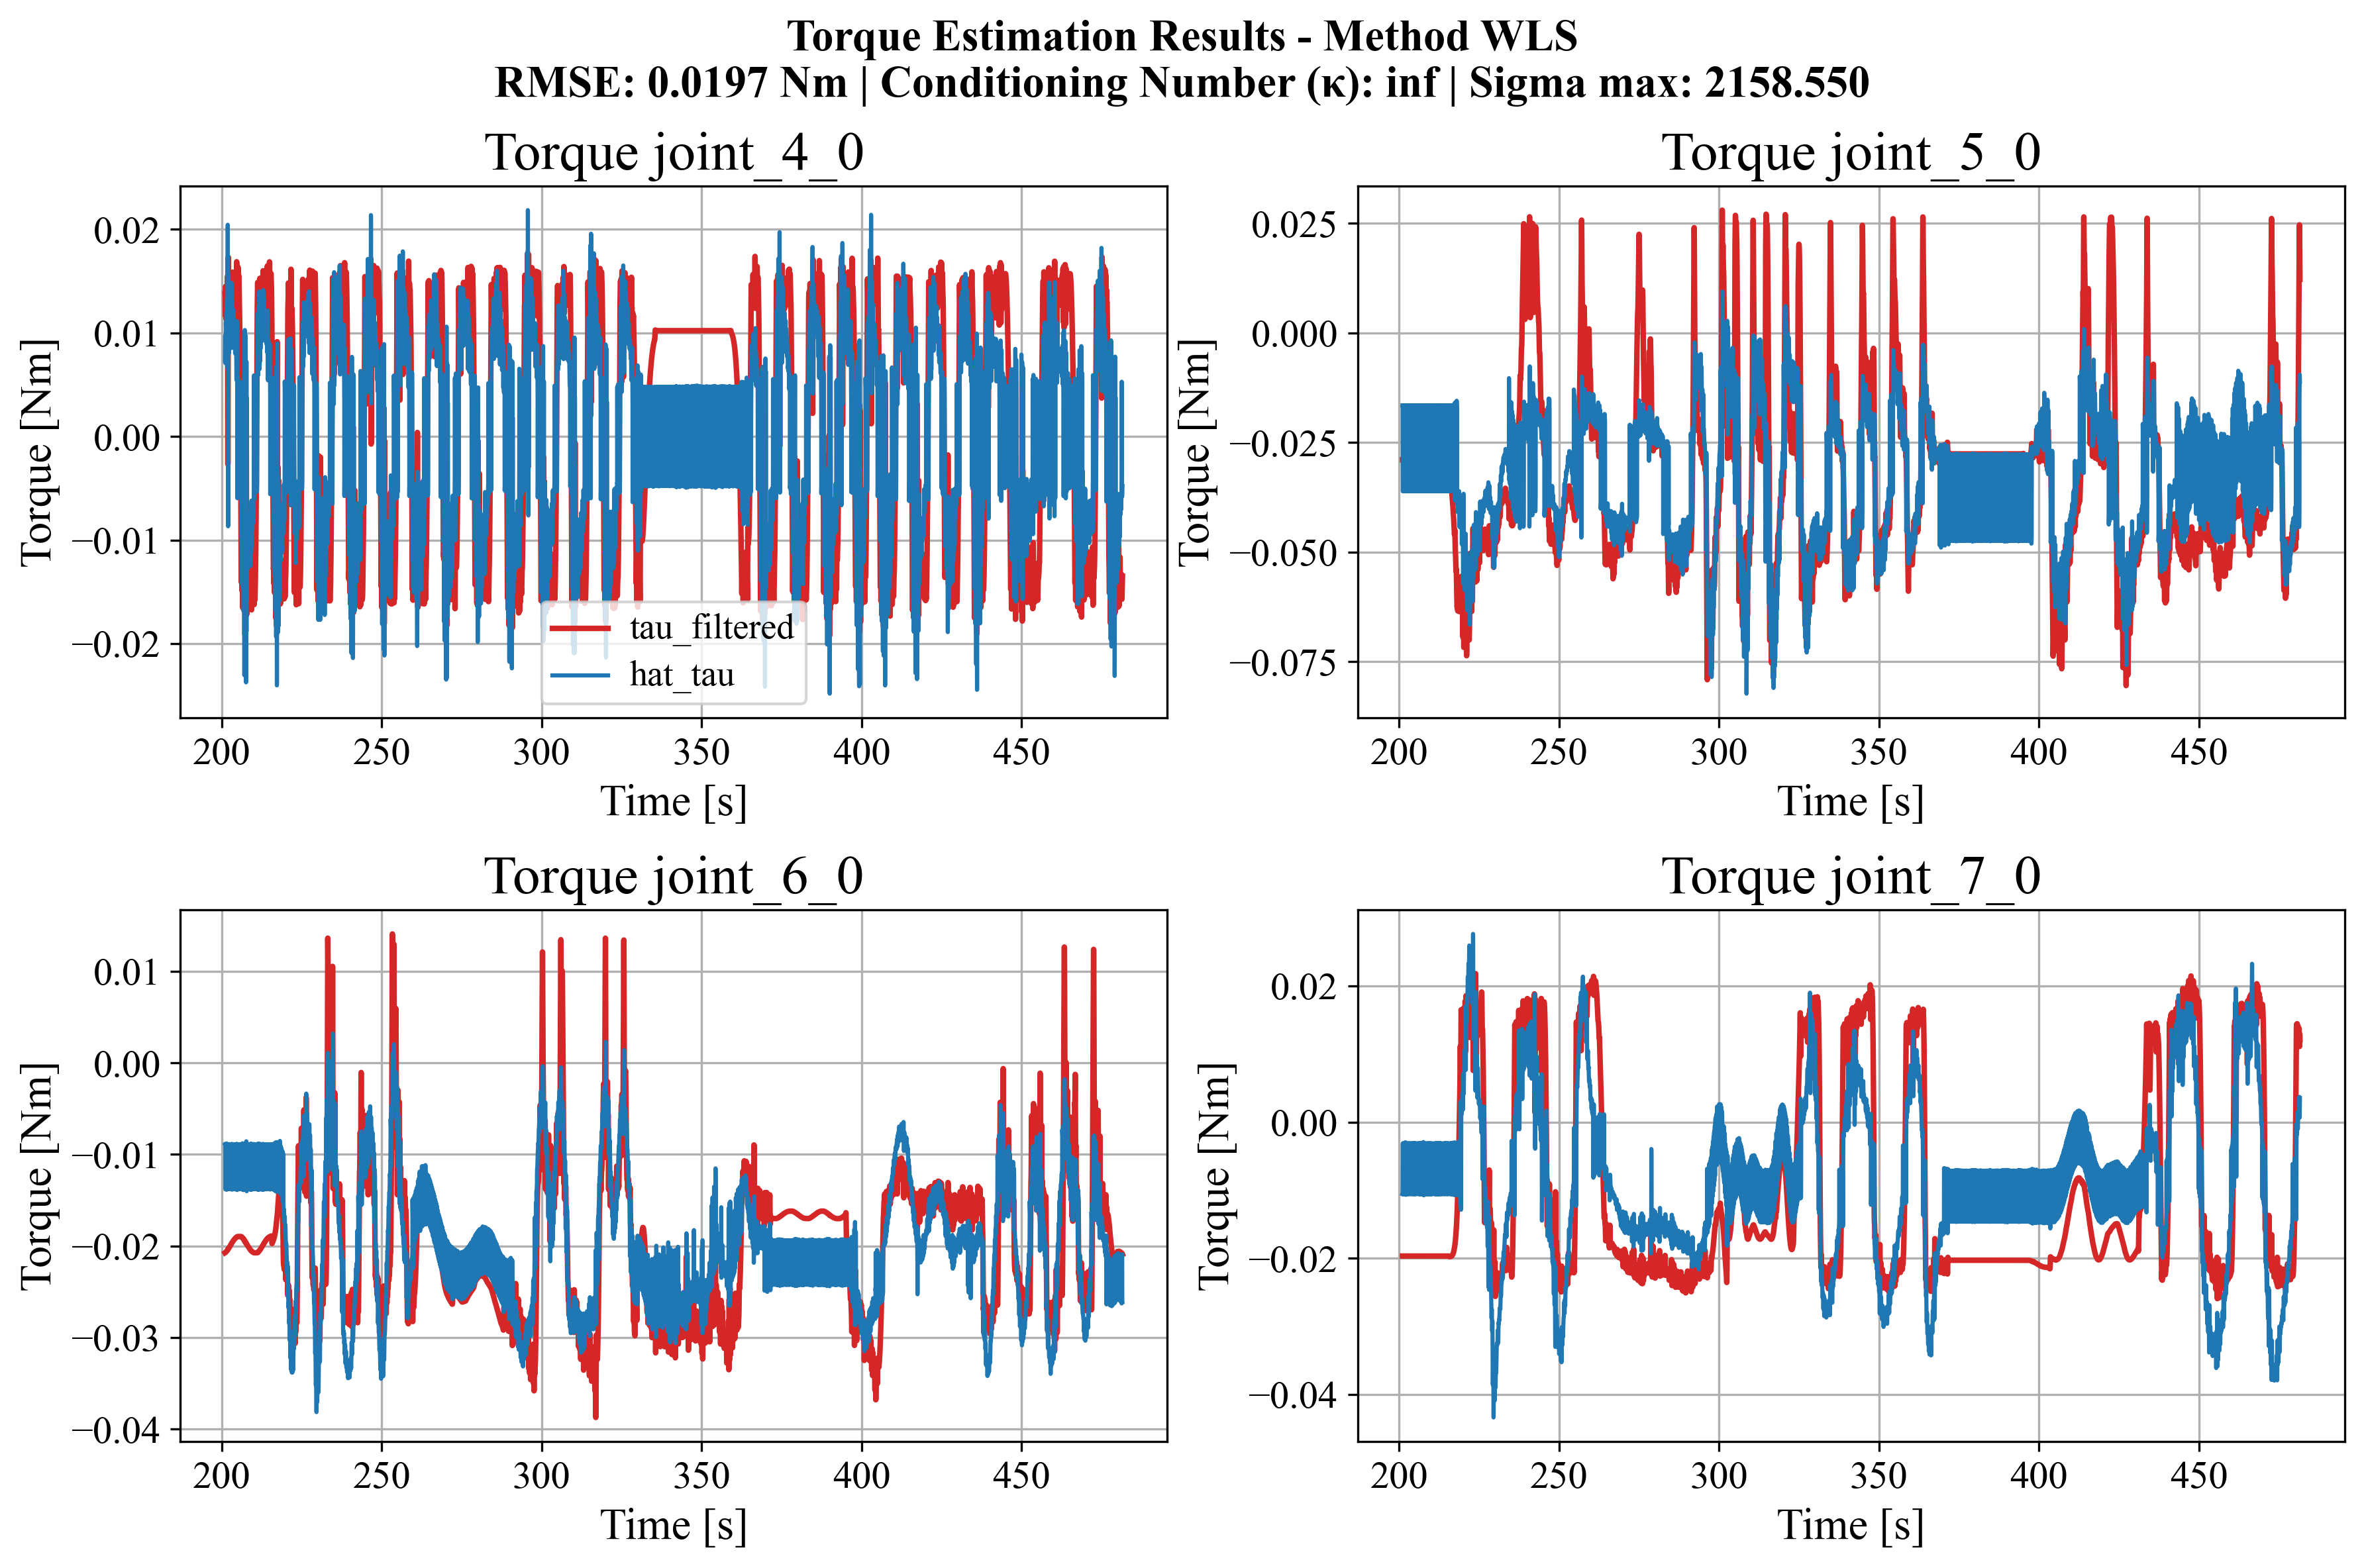 Torque Estimation Results - Method WLS
RMSE: 0.0197 Nm | Conditioning Number (κ): inf | Sigma max: 2158.550
Torque joint_4_0
Torque [Nm]
0.02
0.01
0.00
−0.01
−0.02
tau_filtered
hat_tau
200 250 300 350 400 450
Time [s]
Torque joint_5_0
Torque [Nm]
0.025
0.000
−0.025
−0.050
−0.075
200 250 300 350 400 450
Time [s]
Torque joint_6_0
Torque [Nm]
0.01
0.00
−0.01
−0.02
−0.03
−0.04
200 250 300 350 400 450
Time [s]
Torque joint_7_0
Torque [Nm]
0.02
0.00
−0.02
−0.04
200 250 300 350 400 450
Time [s]